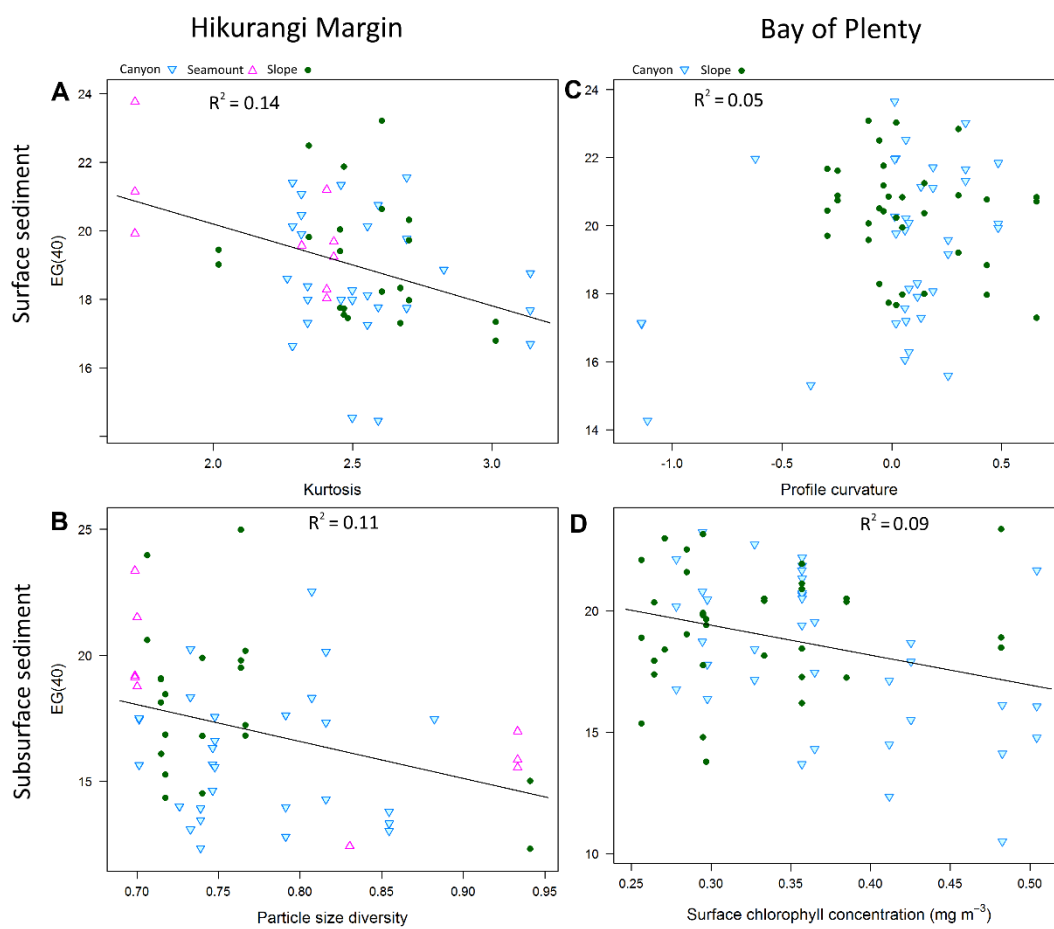 Hikurangi Margin
Bay of Plenty
Surface sediment
Subsurface sediment
A
Canyon Seamount Slope
R² = 0.14
EG(40)
24
22
20
18
16
2.0 2.5 3.0
Kurtosis
C
Canyon Slope
R² = 0.05
24
22
20
18
16
14
-1.0 -0.5 0.0 0.5
Profile curvature
B
R² = 0.11
EG(40)
25
20
15
0.70 0.75 0.80 0.85 0.90 0.95
Particle size diversity
D
R² = 0.09
20
15
10
0.25 0.30 0.35 0.40 0.45 0.50
Surface chlorophyll concentration (mg m⁻³)